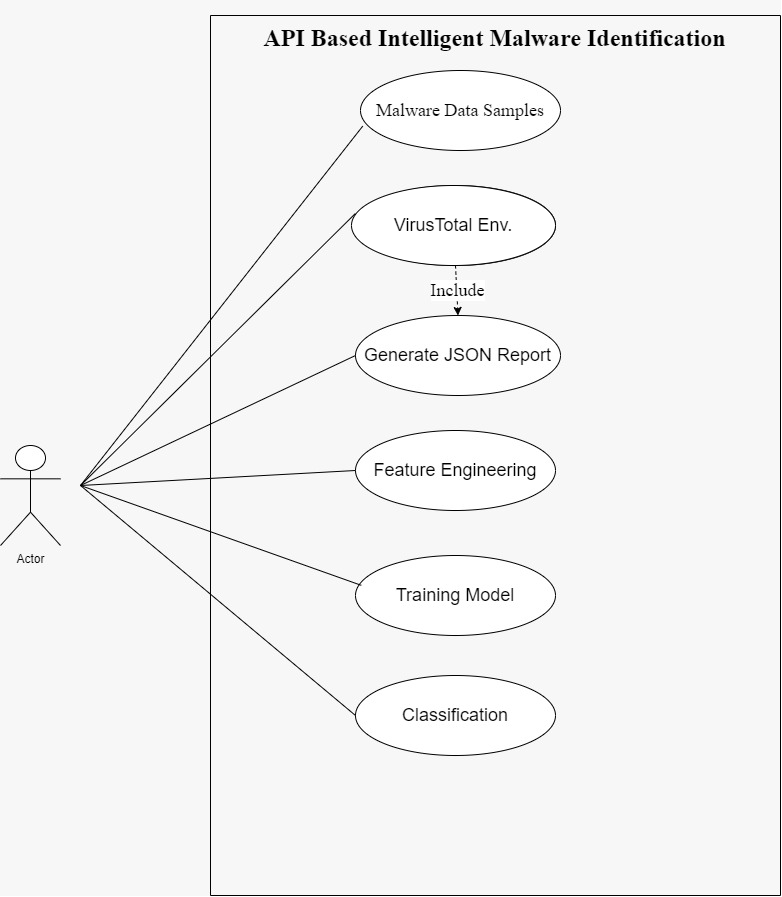 API Based Intelligent Malware Identification
Malware Data Samples
VirusTotal Env.
Include
Generate JSON Report
Feature Engineering
Actor
Training Model
Classification